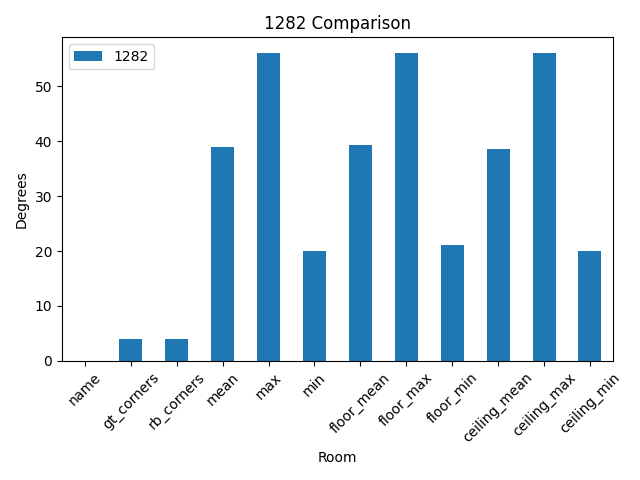 1282 Comparison
1282
Degrees
50
40
30
20
10
0
name
gt_corners
rb_corners
mean
max
min
floor_mean
floor_max
floor_min
ceiling_mean
ceiling_max
ceiling_min
Room